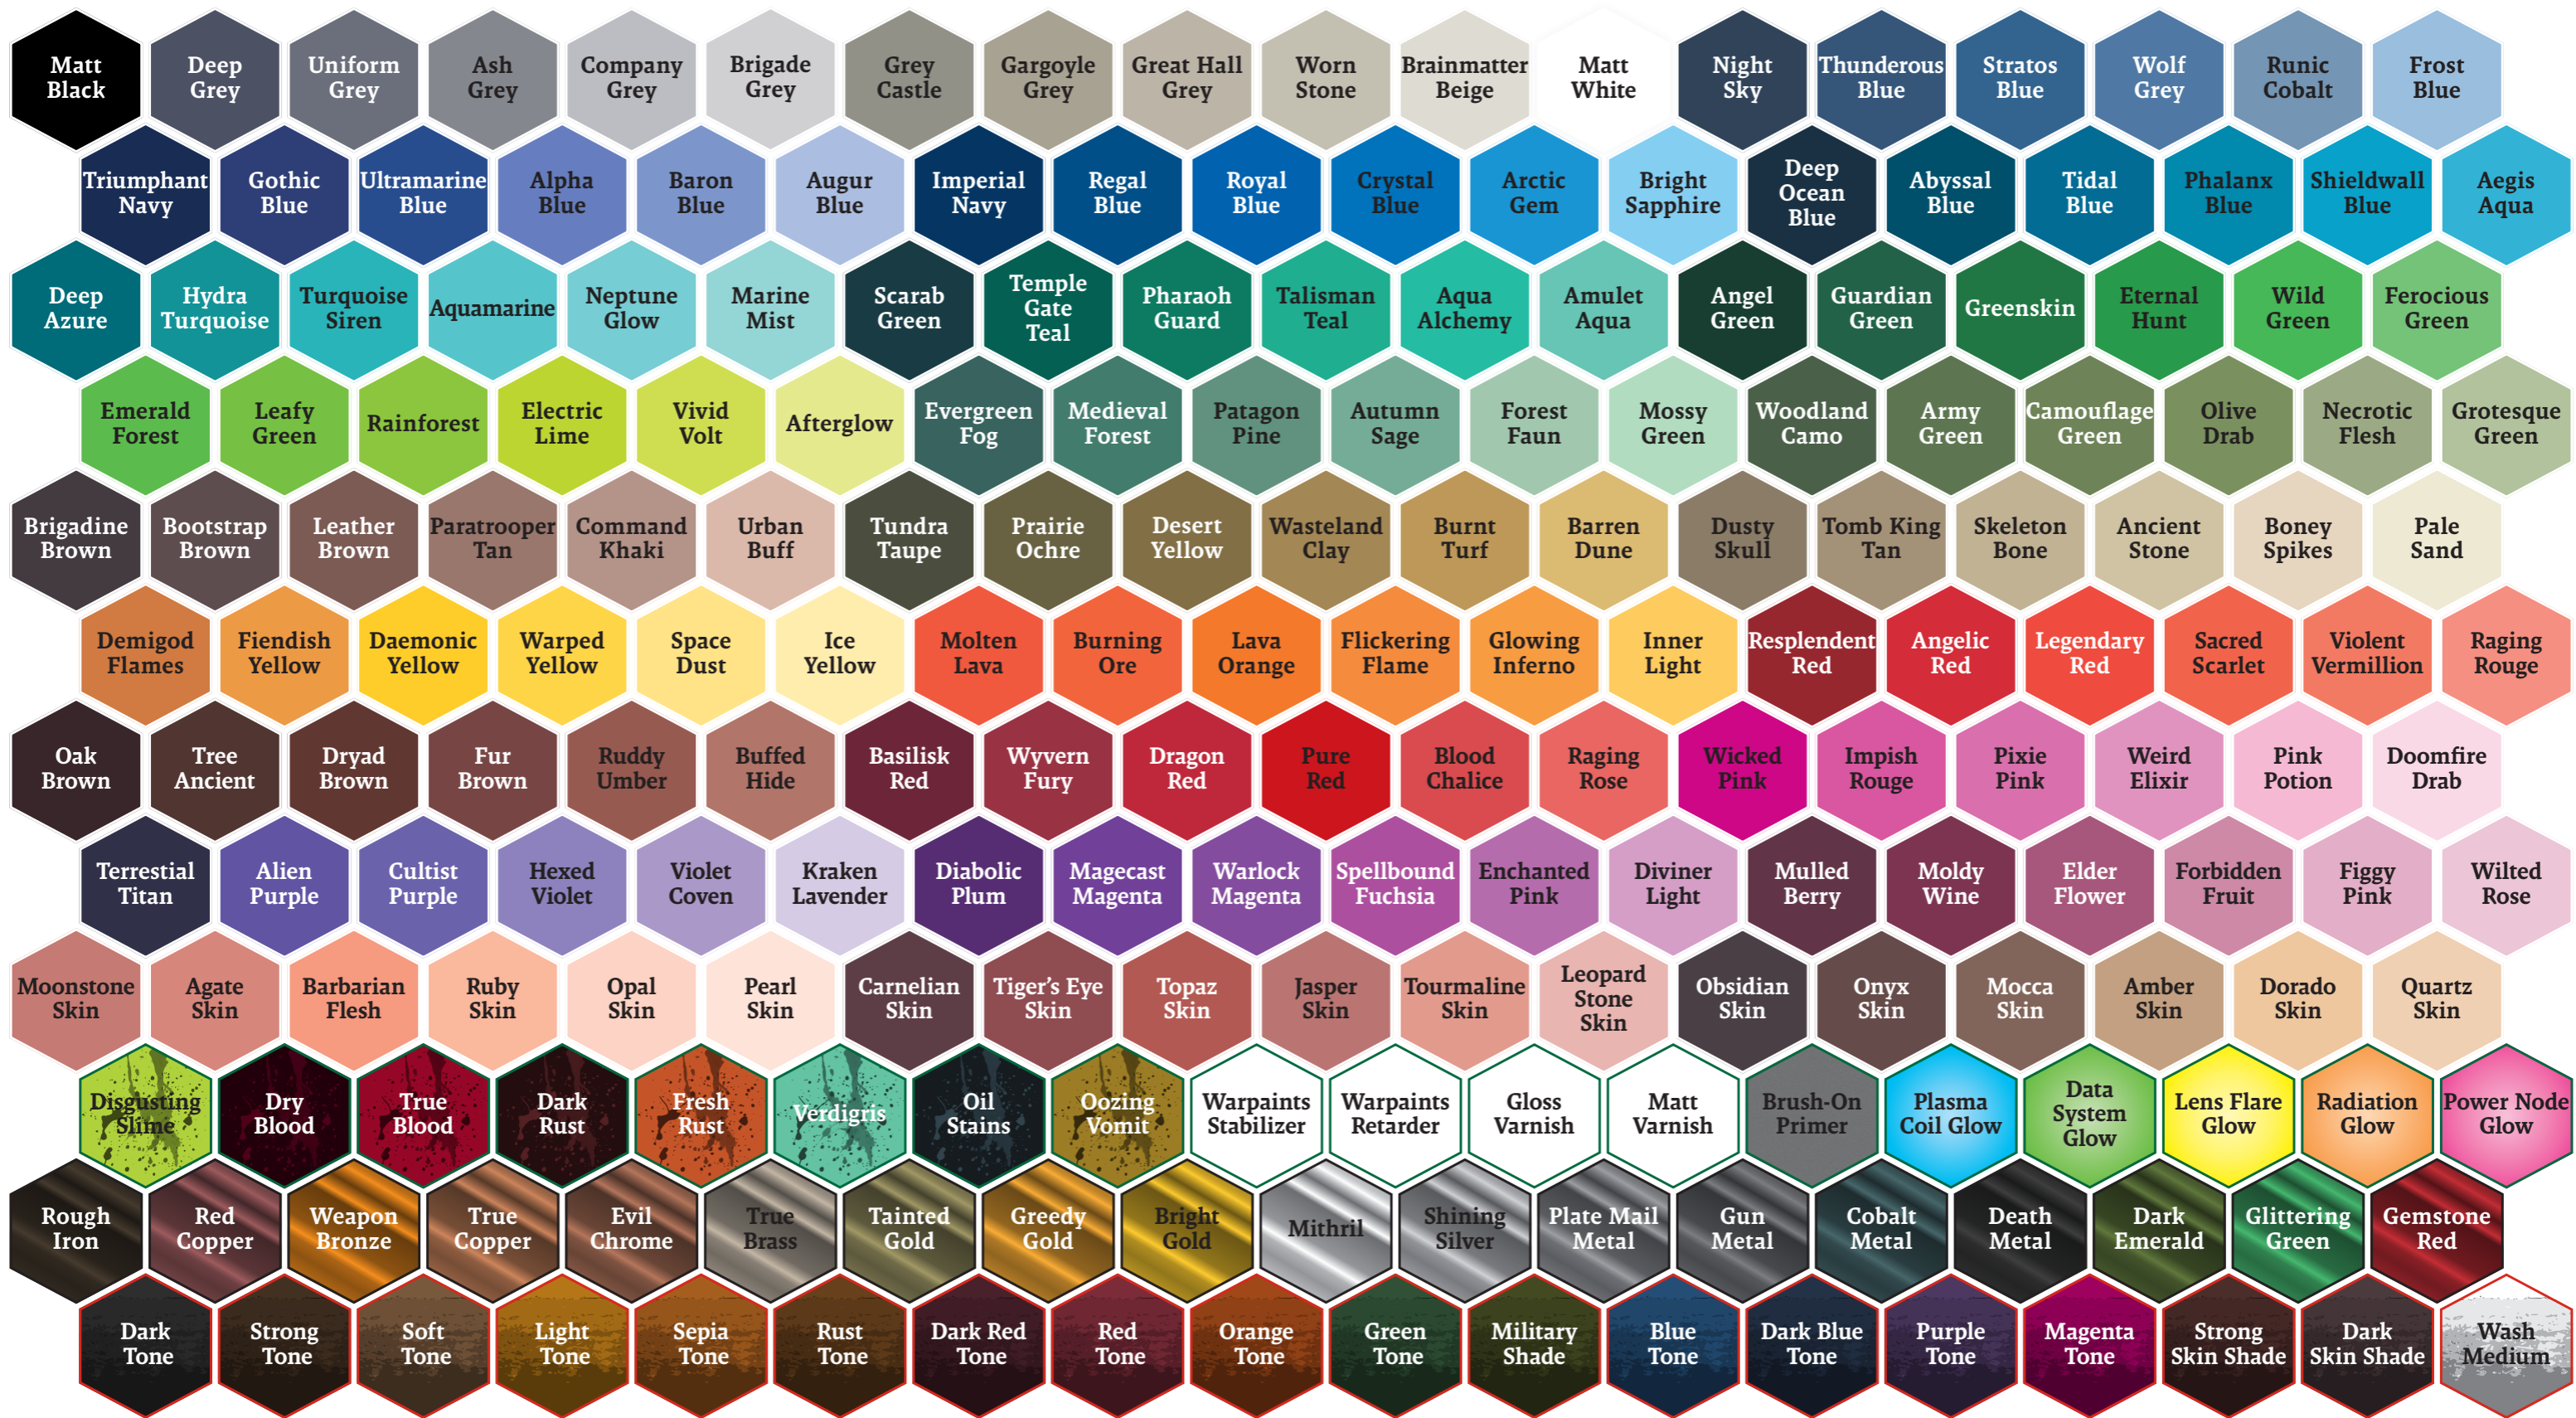 Matt Black
Deep Grey
Uniform Grey
Ash Grey
Company Grey
Brigade Grey
Grey Castle
Gargoyle Grey
Great Hall Grey
Worn Stone
Brainmatter Beige
Matt White
Night Sky
Thunderous Blue
Stratos Blue
Wolf Grey
Runic Cobalt
Frost Blue
Triumphant Navy
Gothic Blue
Ultramarine Blue
Alpha Blue
Baron Blue
Augur Blue
Imperial Navy
Regal Blue
Royal Blue
Crystal Blue
Arctic Gem
Bright Sapphire
Deep Ocean Blue
Abyssal Blue
Tidal Blue
Phalanx Blue
Shieldwall Blue
Aegis Aqua
Deep Azure
Hydra Turquoise
Turquoise Siren
Aquamarine
Neptune Glow
Marine Mist
Scarab Green
Temple Gate Teal
Pharaoh Guard
Talisman Teal
Aqua Alchemy
Amulet Aqua
Angel Green
Guardian Green
Greenskin
Eternal Hunt
Wild Green
Ferocious Green
Emerald Forest
Leafy Green
Rainforest
Electric Lime
Vivid Volt
Afterglow
Evergreen Fog
Medieval Forest
Patagon Pine
Autumn Sage
Forest Faun
Mossy Green
Woodland Camo
Army Green
Camouflage Green
Olive Drab
Necrotic Flesh
Grotesque Green
Brigadine Brown
Bootstrap Brown
Leather Brown
Paratrooper Tan
Command Khaki
Urban Buff
Tundra Taupe
Prairie Ochre
Desert Yellow
Wasteland Clay
Burnt Turf
Barren Dune
Dusty Skull
Tomb King Tan
Skeleton Bone
Ancient Stone
Boney Spikes
Pale Sand
Demigod Flames
Fiendish Yellow
Daemonic Yellow
Warped Yellow
Space Dust
Ice Yellow
Molten Lava
Burning Ore
Lava Orange
Flickering Flame
Glowing Inferno
Inner Light
Resplendent Red
Angelic Red
Legendary Red
Sacred Scarlet
Violent Vermillion
Raging Rouge
Oak Brown
Tree Ancient
Dryad Brown
Fur Brown
Ruddy Umber
Buffed Hide
Basilisk Red
Wyvern Fury
Dragon Red
Pure Red
Blood Chalice
Raging Rose
Wicked Pink
Impish Rouge
Pixie Pink
Weird Elixir
Pink Potion
Doomfire Drab
Terrestial Titan
Alien Purple
Cultist Purple
Hexed Violet
Violet Coven
Kraken Lavender
Diabolic Plum
Magecast Magenta
Warlock Magenta
Spellbound Fuchsia
Enchanted Pink
Diviner Light
Mulled Berry
Moldy Wine
Elder Flower
Forbidden Fruit
Figgy Pink
Wilted Rose
Moonstone Skin
Agate Skin
Barbarian Flesh
Ruby Skin
Opal Skin
Pearl Skin
Carnelian Skin
Tiger's Eye Skin
Topaz Skin
Jasper Skin
Tourmaline Skin
Leopard Stone Skin
Obsidian Skin
Onyx Skin
Mocca Skin
Amber Skin
Dorado Skin
Quartz Skin
Disgusting Slime
Dry Blood
True Blood
Dark Rust
Fresh Rust
Verdigris
Oil Stains
Oozing Vomit
Warpaints Stabilizer
Warpaints Retarder
Gloss Varnish
Matt Varnish
Brush-On Primer
Plasma Coil Glow
Data System Glow
Lens Flare Glow
Radiation Glow
Power Node Glow
Rough Iron
Red Copper
Weapon Bronze
True Copper
Evil Chrome
True Brass
Tainted Gold
Greedy Gold
Bright Gold
Mithril
Shining Silver
Plate Mail Metal
Gun Metal
Cobalt Metal
Death Metal
Dark Emerald
Glittering Green
Gemstone Red
Dark Tone
Strong Tone
Soft Tone
Light Tone
Sepia Tone
Rust Tone
Dark Red Tone
Red Tone
Orange Tone
Green Tone
Military Shade
Blue Tone
Dark Blue Tone
Purple Tone
Magenta Tone
Strong Skin Shade
Dark Skin Shade
Wash Medium